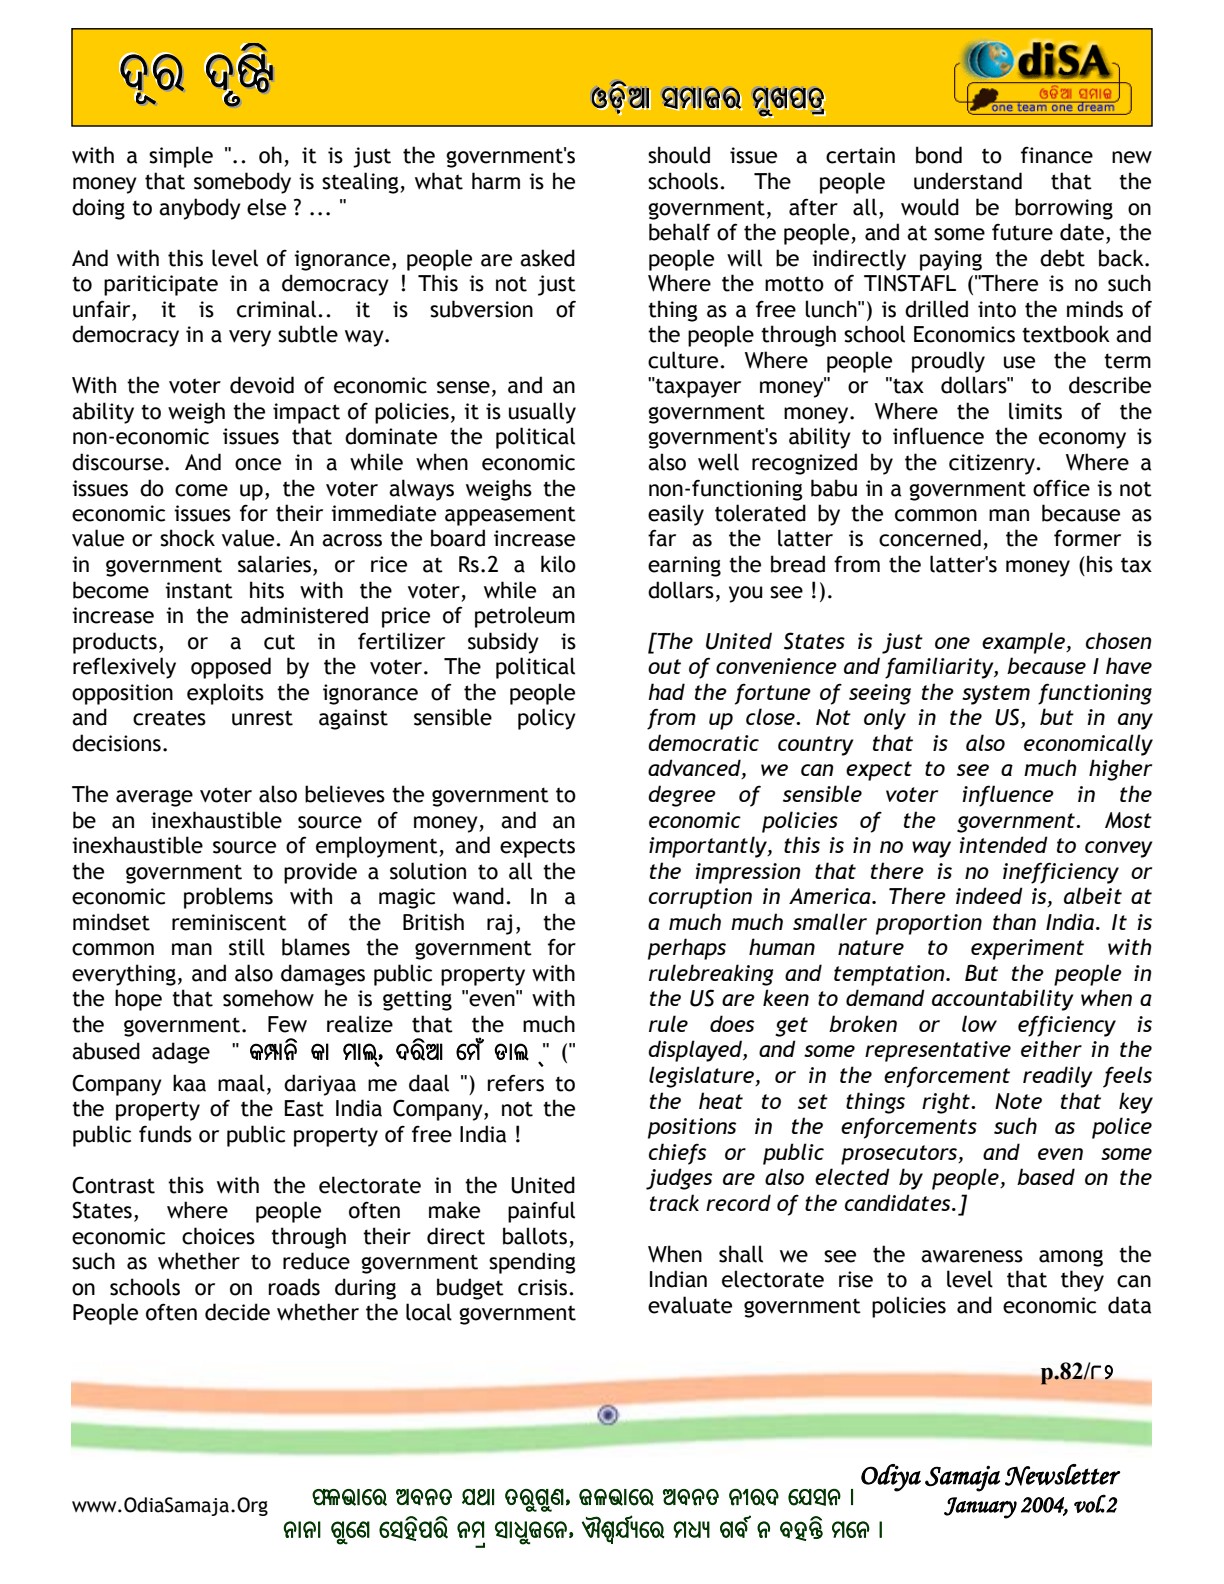 ଦୂର ଦୃଷ୍ଟି
ଓଡ଼ିଆ ସମାଜର ମୁଖପତ୍ର
OdiSA
ଓଡ଼ିଆ ସମାଜ
one team one dream
with a simple ".. oh, it is just the government's
money that somebody is stealing, what harm is he
doing to anybody else ? ... "
And with this level of ignorance, people are asked
to pariticipate in a democracy ! This is not just
unfair, it is criminal.. it is subversion of
democracy in a very subtle way.
With the voter devoid of economic sense, and an
ability to weigh the impact of policies, it is usually
non-economic issues that dominate the political
discourse. And once in a while when economic
issues do come up, the voter always weighs the
economic issues for their immediate appeasement
value or shock value. An across the board increase
in government salaries, or rice at Rs.2 a kilo
become instant hits with the voter, while an
increase in the administered price of petroleum
products, or a cut in fertilizer subsidy is
reflexively opposed by the voter. The political
opposition exploits the ignorance of the people
and creates unrest against sensible policy
decisions.
The average voter also believes the government to
be an inexhaustible source of money, and an
inexhaustible source of employment, and expects
the government to provide a solution to all the
economic problems with a magic wand. In a
mindset reminiscent of the British raj, the
common man still blames the government for
everything, and also damages public property with
the hope that somehow he is getting "even" with
the government. Few realize that the much
abused adage " କମ୍ପାନି କା ମାଲ୍, ଦରିଆ ମେଁ ଡାଲ୍ " ("
Company kaa maal, dariyaa me daal ") refers to
the property of the East India Company, not the
public funds or public property of free India !
Contrast this with the electorate in the United
States, where people often make painful
economic choices through their direct ballots,
such as whether to reduce government spending
on schools or on roads during a budget crisis.
People often decide whether the local government
should issue a certain bond to finance new
schools. The people understand that the
government, after all, would be borrowing on
behalf of the people, and at some future date, the
people will be indirectly paying the debt back.
Where the motto of TINSTAFL ("There is no such
thing as a free lunch") is drilled into the minds of
the people through school Economics textbook and
culture. Where people proudly use the term
"taxpayer money" or "tax dollars" to describe
government money. Where the limits of the
government's ability to influence the economy is
also well recognized by the citizenry. Where a
non-functioning babu in a government office is not
easily tolerated by the common man because as
far as the latter is concerned, the former is
earning the bread from the latter's money (his tax
dollars, you see !).
[The United States is just one example, chosen
out of convenience and familiarity, because I have
had the fortune of seeing the system functioning
from up close. Not only in the US, but in any
democratic country that is also economically
advanced, we can expect to see a much higher
degree of sensible voter influence in the
economic policies of the government. Most
importantly, this is in no way intended to convey
the impression that there is no inefficiency or
corruption in America. There indeed is, albeit at
a much much smaller proportion than India. It is
perhaps human nature to experiment with
rulebreaking and temptation. But the people in
the US are keen to demand accountability when a
rule does get broken or low efficiency is
displayed, and some representative either in the
legislature, or in the enforcement readily feels
the heat to set things right. Note that key
positions in the enforcements such as police
chiefs or public prosecutors, and even some
judges are also elected by people, based on the
track record of the candidates.]
When shall we see the awareness among the
Indian electorate rise to a level that they can
evaluate government policies and economic data
p.82/୮୨
Odiya Samaja Newsletter
January 2004, vol.2
www.OdiaSamaja.Org
ଫଳଭାରେ ଅବନତ ଯଥା ତରୁଗୁଣ, ଜଳଭାରେ ଅବନତ ନୀରଦ ଯେସନ ।
ନାନା ଗୁଣେ ସେହିପରି ନମ୍ର ସାଧୁଜନେ, ଐଶ୍ୱର୍ଯ୍ୟରେ ମଧ୍ୟ ଗର୍ବ ନ ବହନ୍ତି ମନେ ।